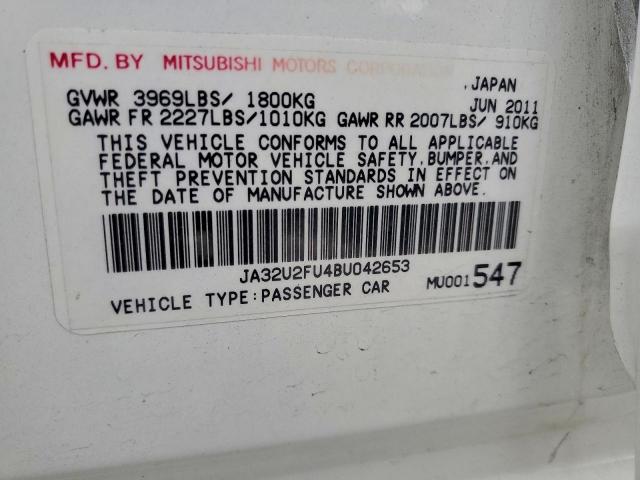 MFD. BY MITSUBISHI MOTORS CORPORATION
JAPAN
GVWR 3969LBS/ 1800KG JUN 2011
GAWR FR 2227LBS/1010KG GAWR RR 2007LBS/ 910KG
THIS VEHICLE CONFORMS TO ALL APPLICABLE
FEDERAL MOTOR VEHICLE SAFETY, BUMPER, AND
THEFT PREVENTION STANDARDS IN EFFECT ON
THE DATE OF MANUFACTURE SHOWN ABOVE.
JA32U2FU4BU042653
VEHICLE TYPE:PASSENGER CAR MU001547